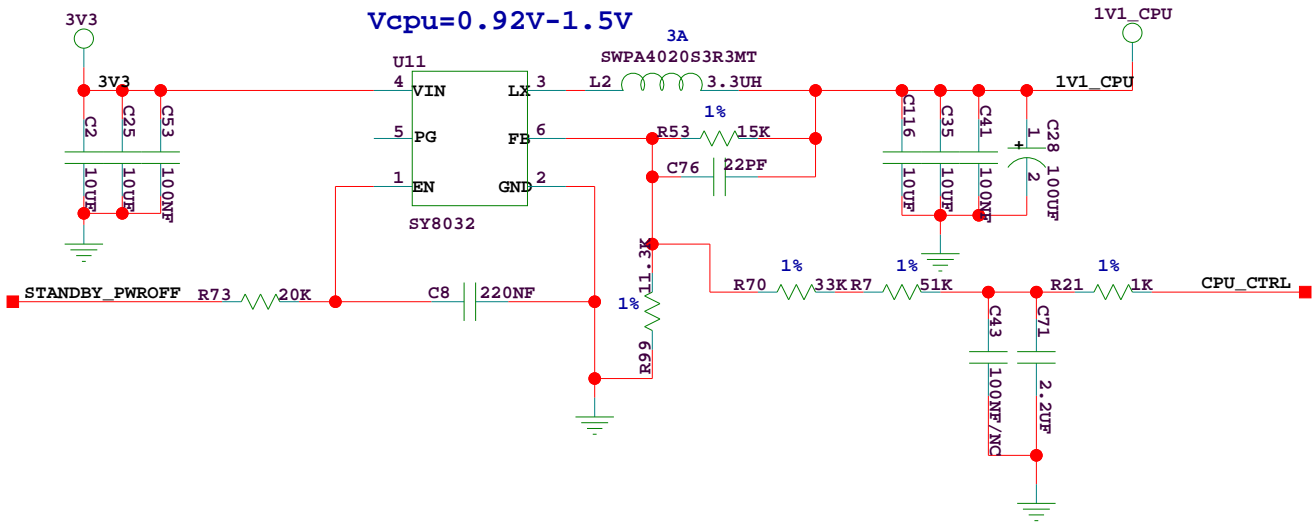 Vcpu=0.92V-1.5V
3V3
1V1_CPU
3A
SWPA4020S3R3MT
U11
3V3
4
VIN
LX
3
L2
3.3UH
1V1_CPU
C2
C25
C53
1%
5
PG
FB
6
R53
15K
C116
C35
C41
1
+
C28
C76
22PF
10UF
10UF
100NF
1
EN
GND
2
10UF
10UF
100NF
2
100UF
SY8032
11.3K
1%
1%
1%
STANDBY_PWROFF
R73
20K
C8
220NF
1%
R70
33K
R7
51K
R21
1K
CPU_CTRL
R99
C43
C71
100NF/NC
2.2UF